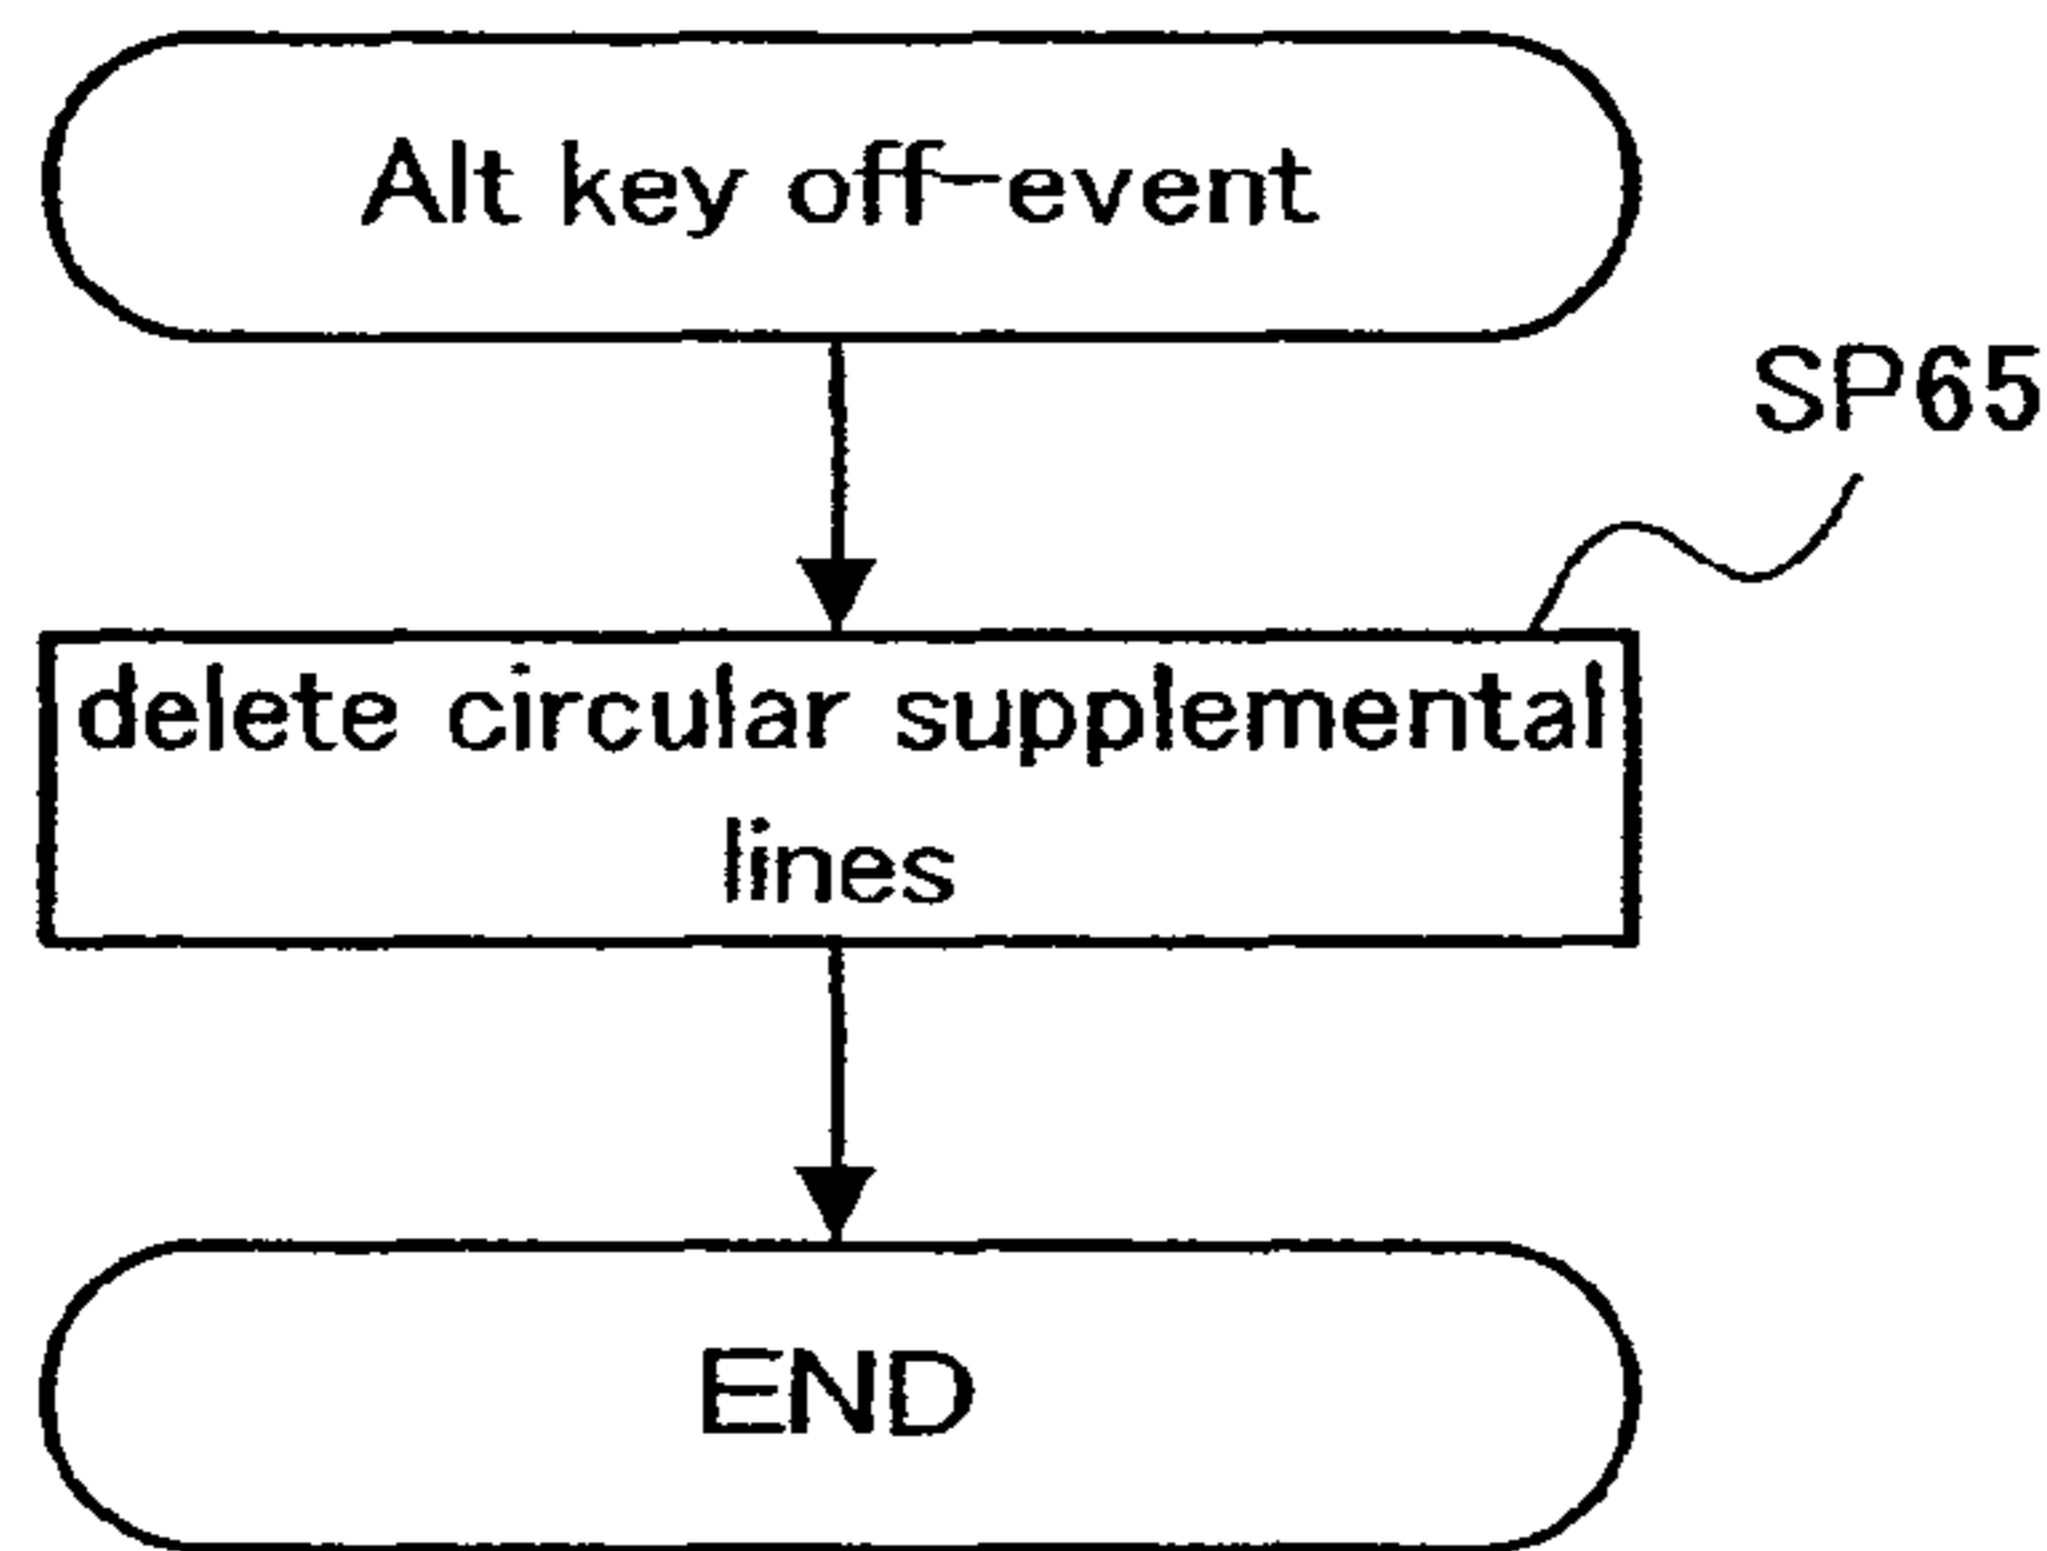 Alt key off-event
SP65
delete circular supplemental
lines
END